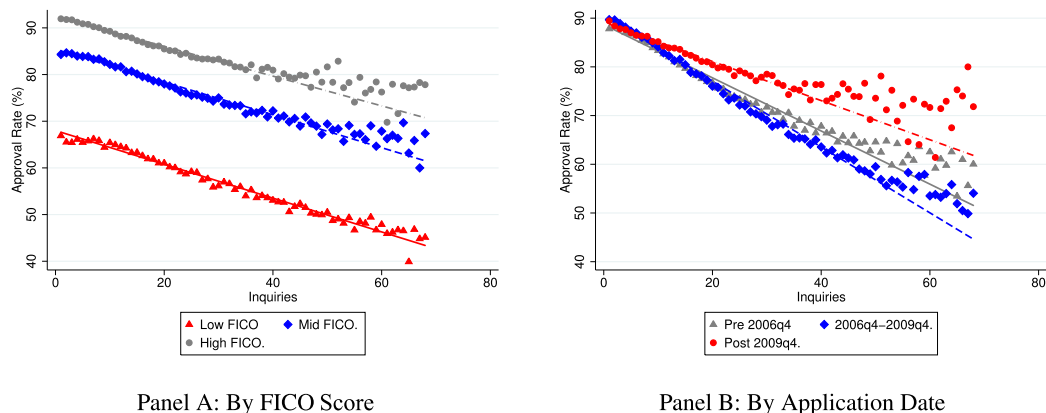 Approval Rate (%)
90
80
70
60
50
40
0
20
40
60
80
Inquiries
Low FICO
Mid FICO.
High FICO.
Panel A: By FICO Score
Approval Rate (%)
90
80
70
60
50
40
0
20
40
60
80
Inquiries
Pre 2006q4
2006q4−2009q4.
Post 2009q4.
Panel B: By Application Date